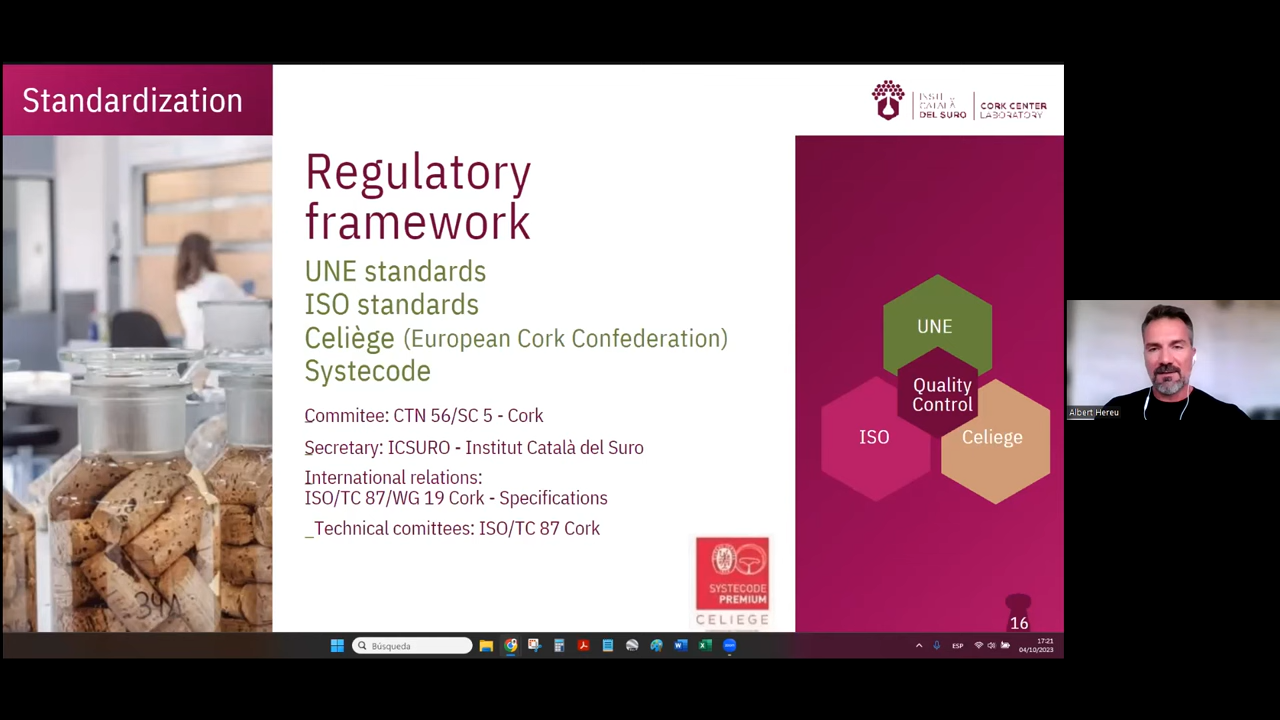 Standardization
INSTITUT
CATALÀ
DEL SURO
CORK CENTER
LABORATORY
Regulatory
framework
UNE standards
ISO standards
Celiège (European Cork Confederation)
Systecode
Commitee: CTN 56/SC 5 - Cork
Secretary: ICSURO - Institut Català del Suro
International relations:
ISO/TC 87/WG 19 Cork - Specifications
_Technical comittees: ISO/TC 87 Cork
UNE
Quality
Control
ISO
Celiege
SYSTECODE
PREMIUM
CELIEGE
34A
16
Albert Hereu
Búsqueda
ESP
17:21
04/10/2023